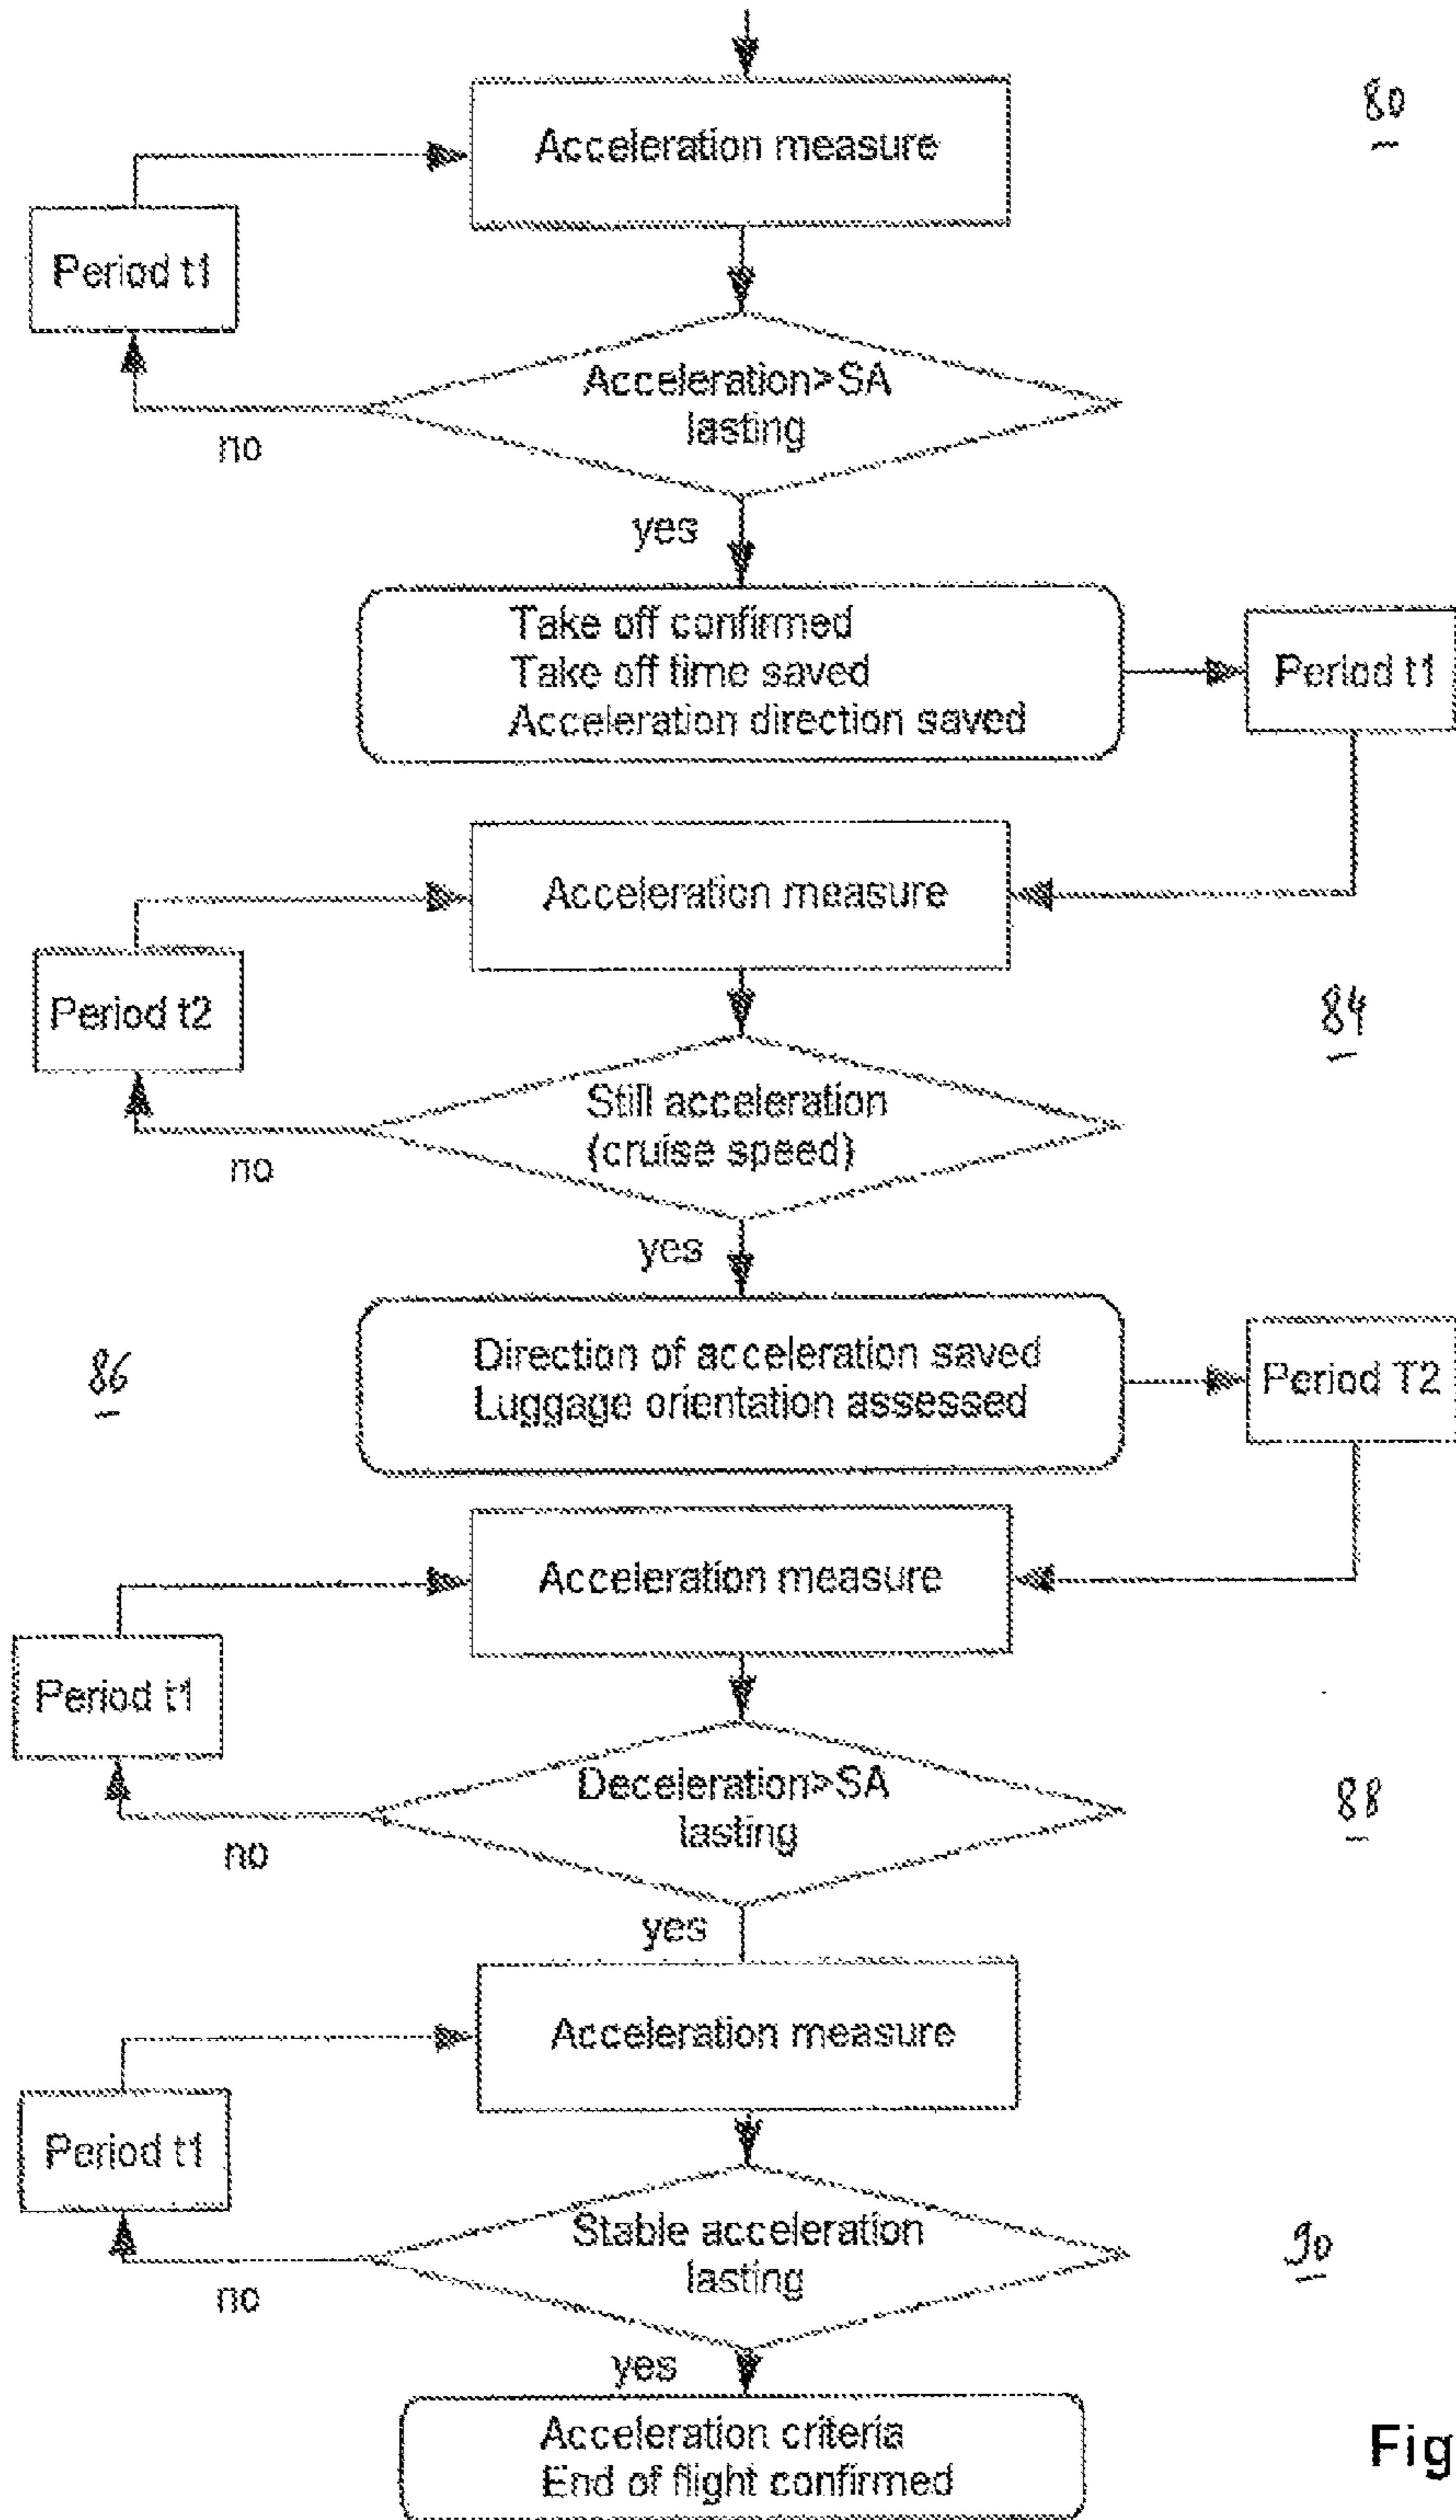 80
Acceleration measure
Period t1
Acceleration>SA
lasting
no
yes
Take off confirmed
Take off time saved
Acceleration direction saved
Period t1
Acceleration measure
Period t2
84
Still acceleration
(cruise speed)
no
yes
86
Direction of acceleration saved
Luggage orientation assessed
Period T2
Acceleration measure
Period t1
Deceleration>SA
lasting
88
no
yes
Acceleration measure
Period t1
Stable acceleration
lasting
90
no
yes
Acceleration criteria
End of flight confirmed
Fig